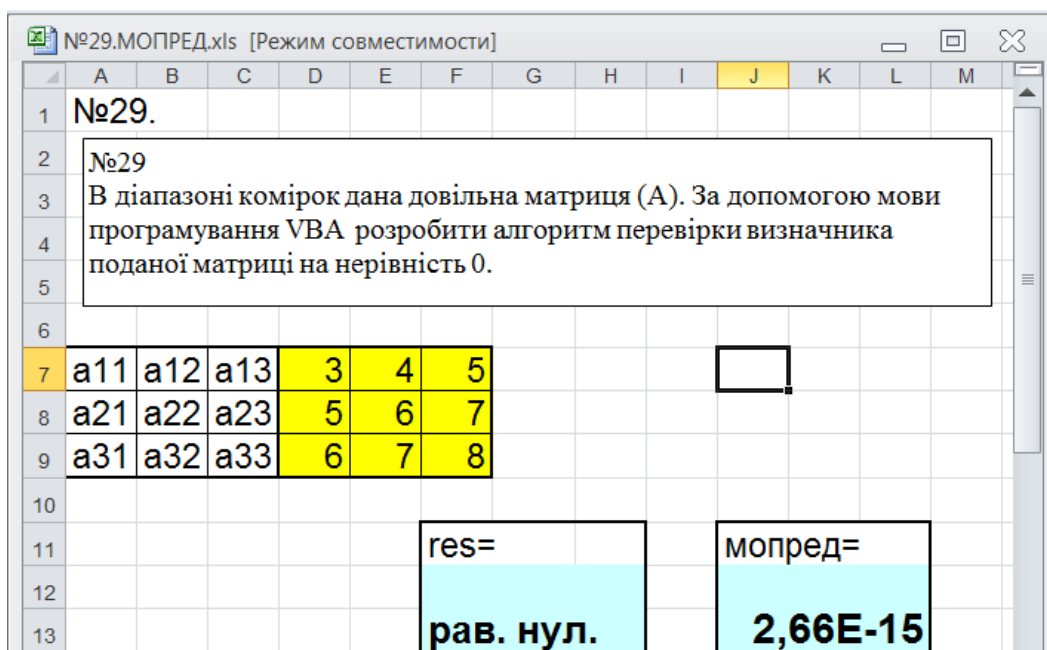 №29.МОПРЕД.xls [Режим совместимости]
A B C D E F G H I J K L M
1 №29.
2 №29
3 В діапазоні комірок дана довільна матриця (А). За допомогою мови
4 програмування VBA розробити алгоритм перевірки визначника
5 поданої матриці на нерівність 0.
6
7 a11 a12 a13 3 4 5
8 a21 a22 a23 5 6 7
9 a31 a32 a33 6 7 8
10
11 res= мопред=
12
13 рав. нул. 2,66E-15